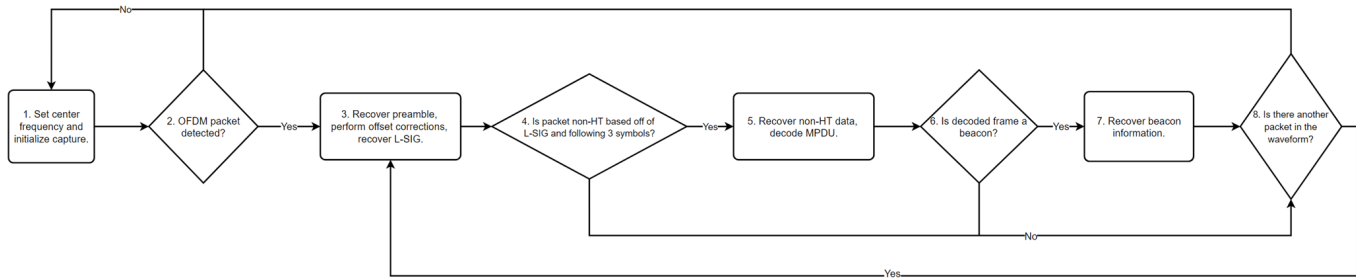 No
1. Set center
frequency and
initialize capture.
2. OFDM packet
detected?
Yes
3. Recover preamble,
perform offset corrections,
recover L-SIG.
4. Is packet non-HT based off of
L-SIG and following 3 symbols?
Yes
5. Recover non-HT data,
decode MPDU.
6. Is decoded frame a
beacon?
Yes
7. Recover beacon
information.
8. Is there another
packet in the
waveform?
No
Yes